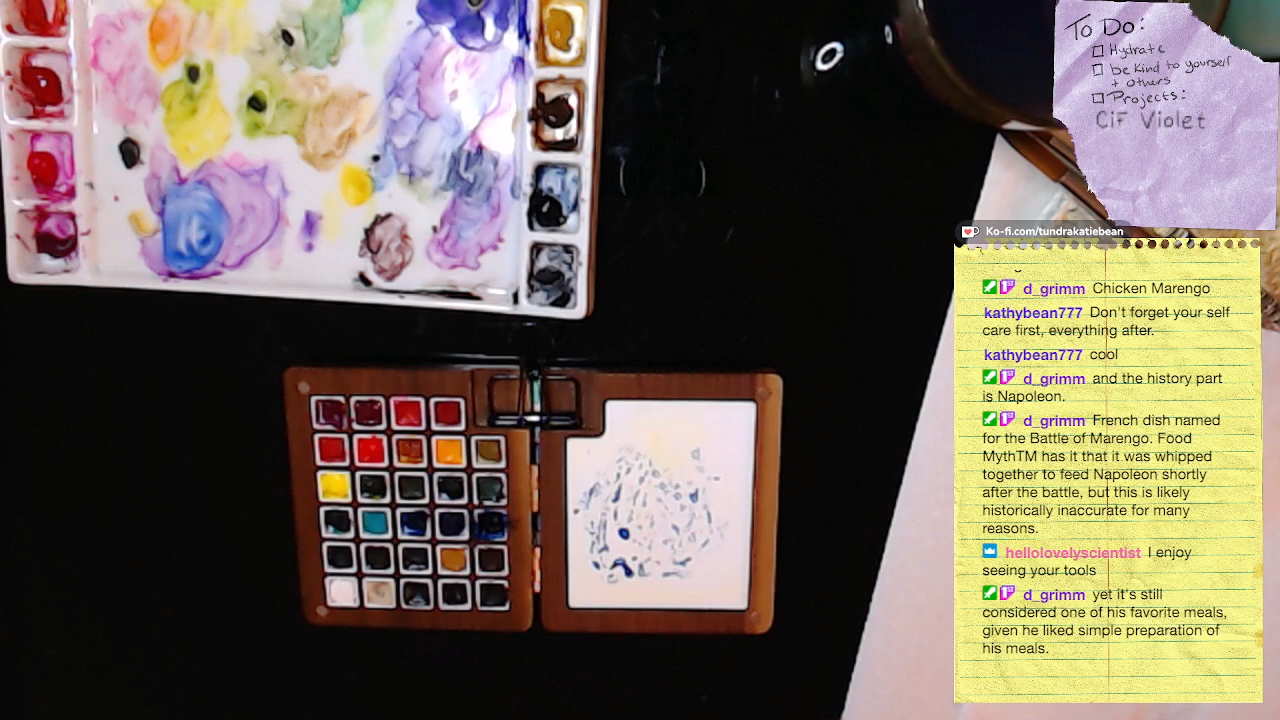 To Do:
Hydrate
be kind to yourself
+ others
Projects:
Cif Violet
Ko-fi.com/tundrakatiebean
d_grimm Chicken Marengo
kathybean777 Don't forget your self
care first, everything after.
kathybean777 cool
d_grimm and the history part
is Napoleon.
d_grimm French dish named
for the Battle of Marengo. Food
MythTM has it that it was whipped
together to feed Napoleon shortly
after the battle, but this is likely
historically inaccurate for many
reasons.
hellolovelyscientist I enjoy
seeing your tools
d_grimm yet it's still
considered one of his favorite meals,
given he liked simple preparation of
his meals.